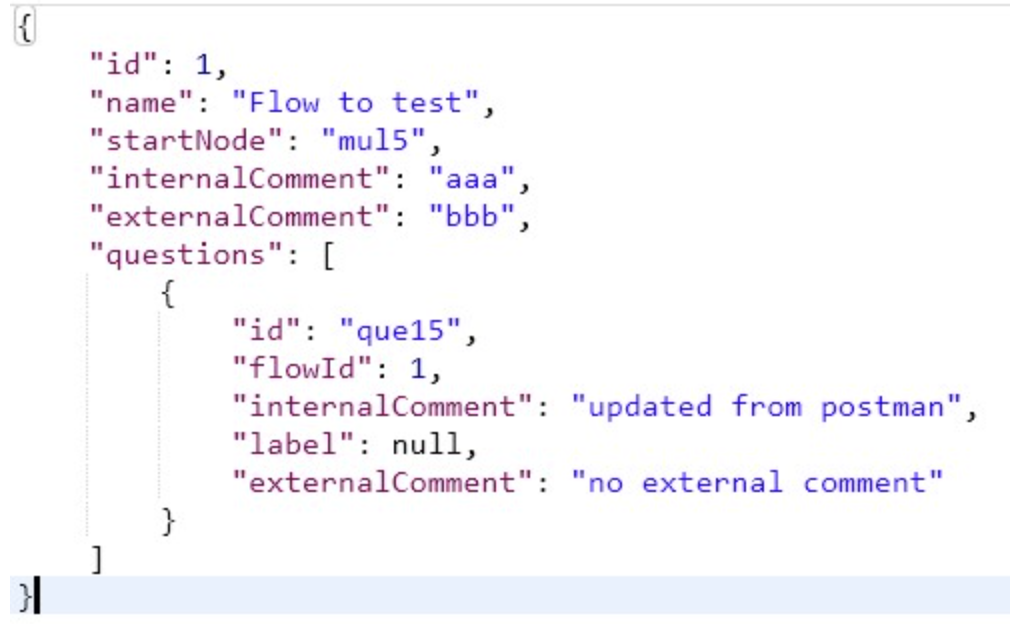 {
"id": 1,
"name": "Flow to test",
"startNode": "mul5",
"internalComment": "aaa",
"externalComment": "bbb",
"questions": [
{
"id": "que15",
"flowId": 1,
"internalComment": "updated from postman",
"label": null,
"externalComment": "no external comment"
}
]
}